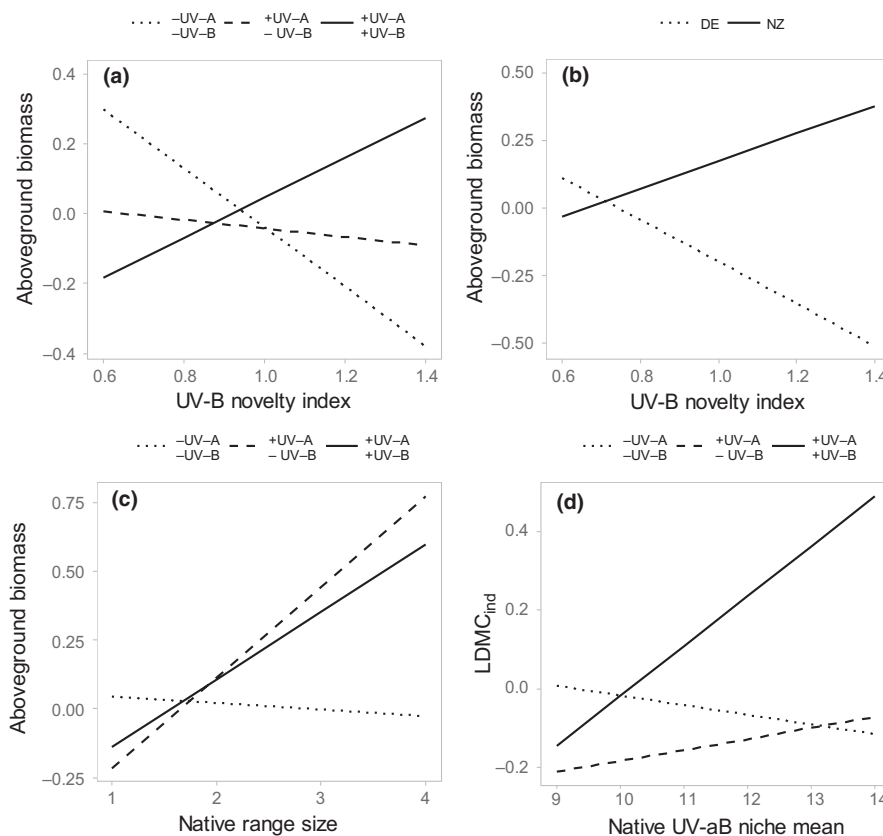 –UV–A +UV–A +UV–A
–UV–B – UV–B +UV–B
(a)
Aboveground biomass
0.4
0.2
0.0
–0.2
–0.4
0.6 0.8 1.0 1.2 1.4
UV-B novelty index
DE NZ
(b)
Aboveground biomass
0.50
0.25
0.00
–0.25
–0.50
0.6 0.8 1.0 1.2 1.4
UV-B novelty index
–UV–A +UV–A +UV–A
–UV–B – UV–B +UV–B
(c)
Aboveground biomass
0.75
0.50
0.25
0.00
–0.25
1 2 3 4
Native range size
–UV–A +UV–A +UV–A
–UV–B – UV–B +UV–B
(d)
LDMCind
0.4
0.2
0.0
–0.2
9 10 11 12 13 14
Native UV-aB niche mean